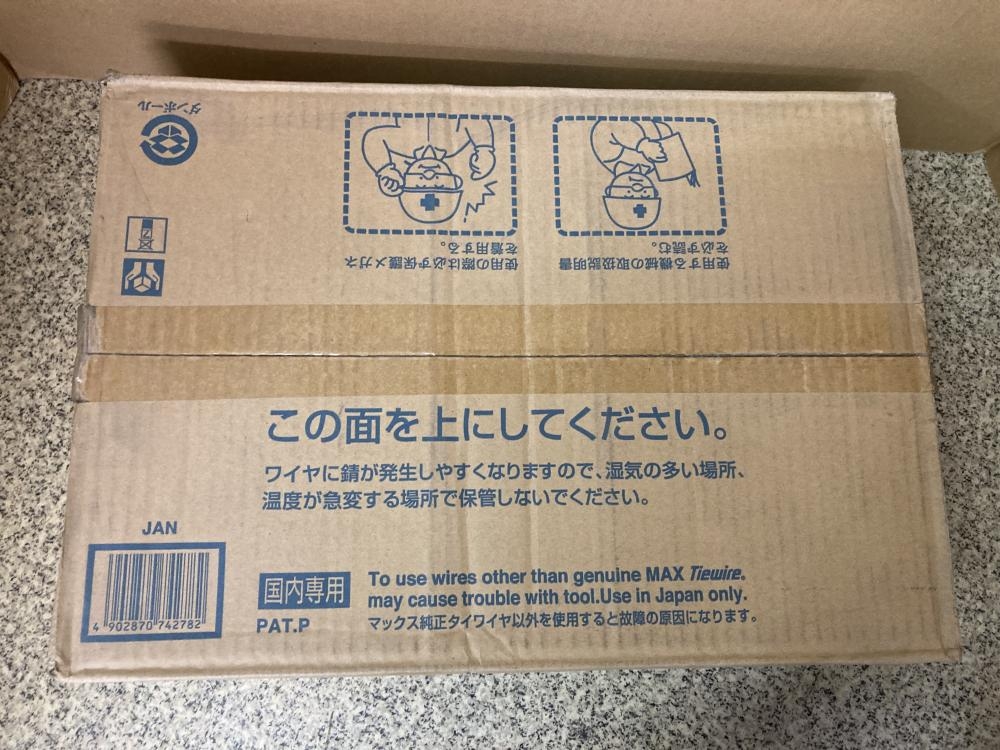 ダンボール
使用する機械の取扱説明書
を必ず読む。
使用の際は必ず保護メガネ
を着用する。
この面を上にしてください。
ワイヤに錆が発生しやすくなりますので、湿気の多い場所、
温度が急変する場所で保管しないでください。
JAN
4 902870 742782
国内専用
PAT.P
To use wires other than genuine MAX Tiewire.
may cause trouble with tool.Use in Japan only.
マックス純正タイワイヤ以外を使用すると故障の原因になります。